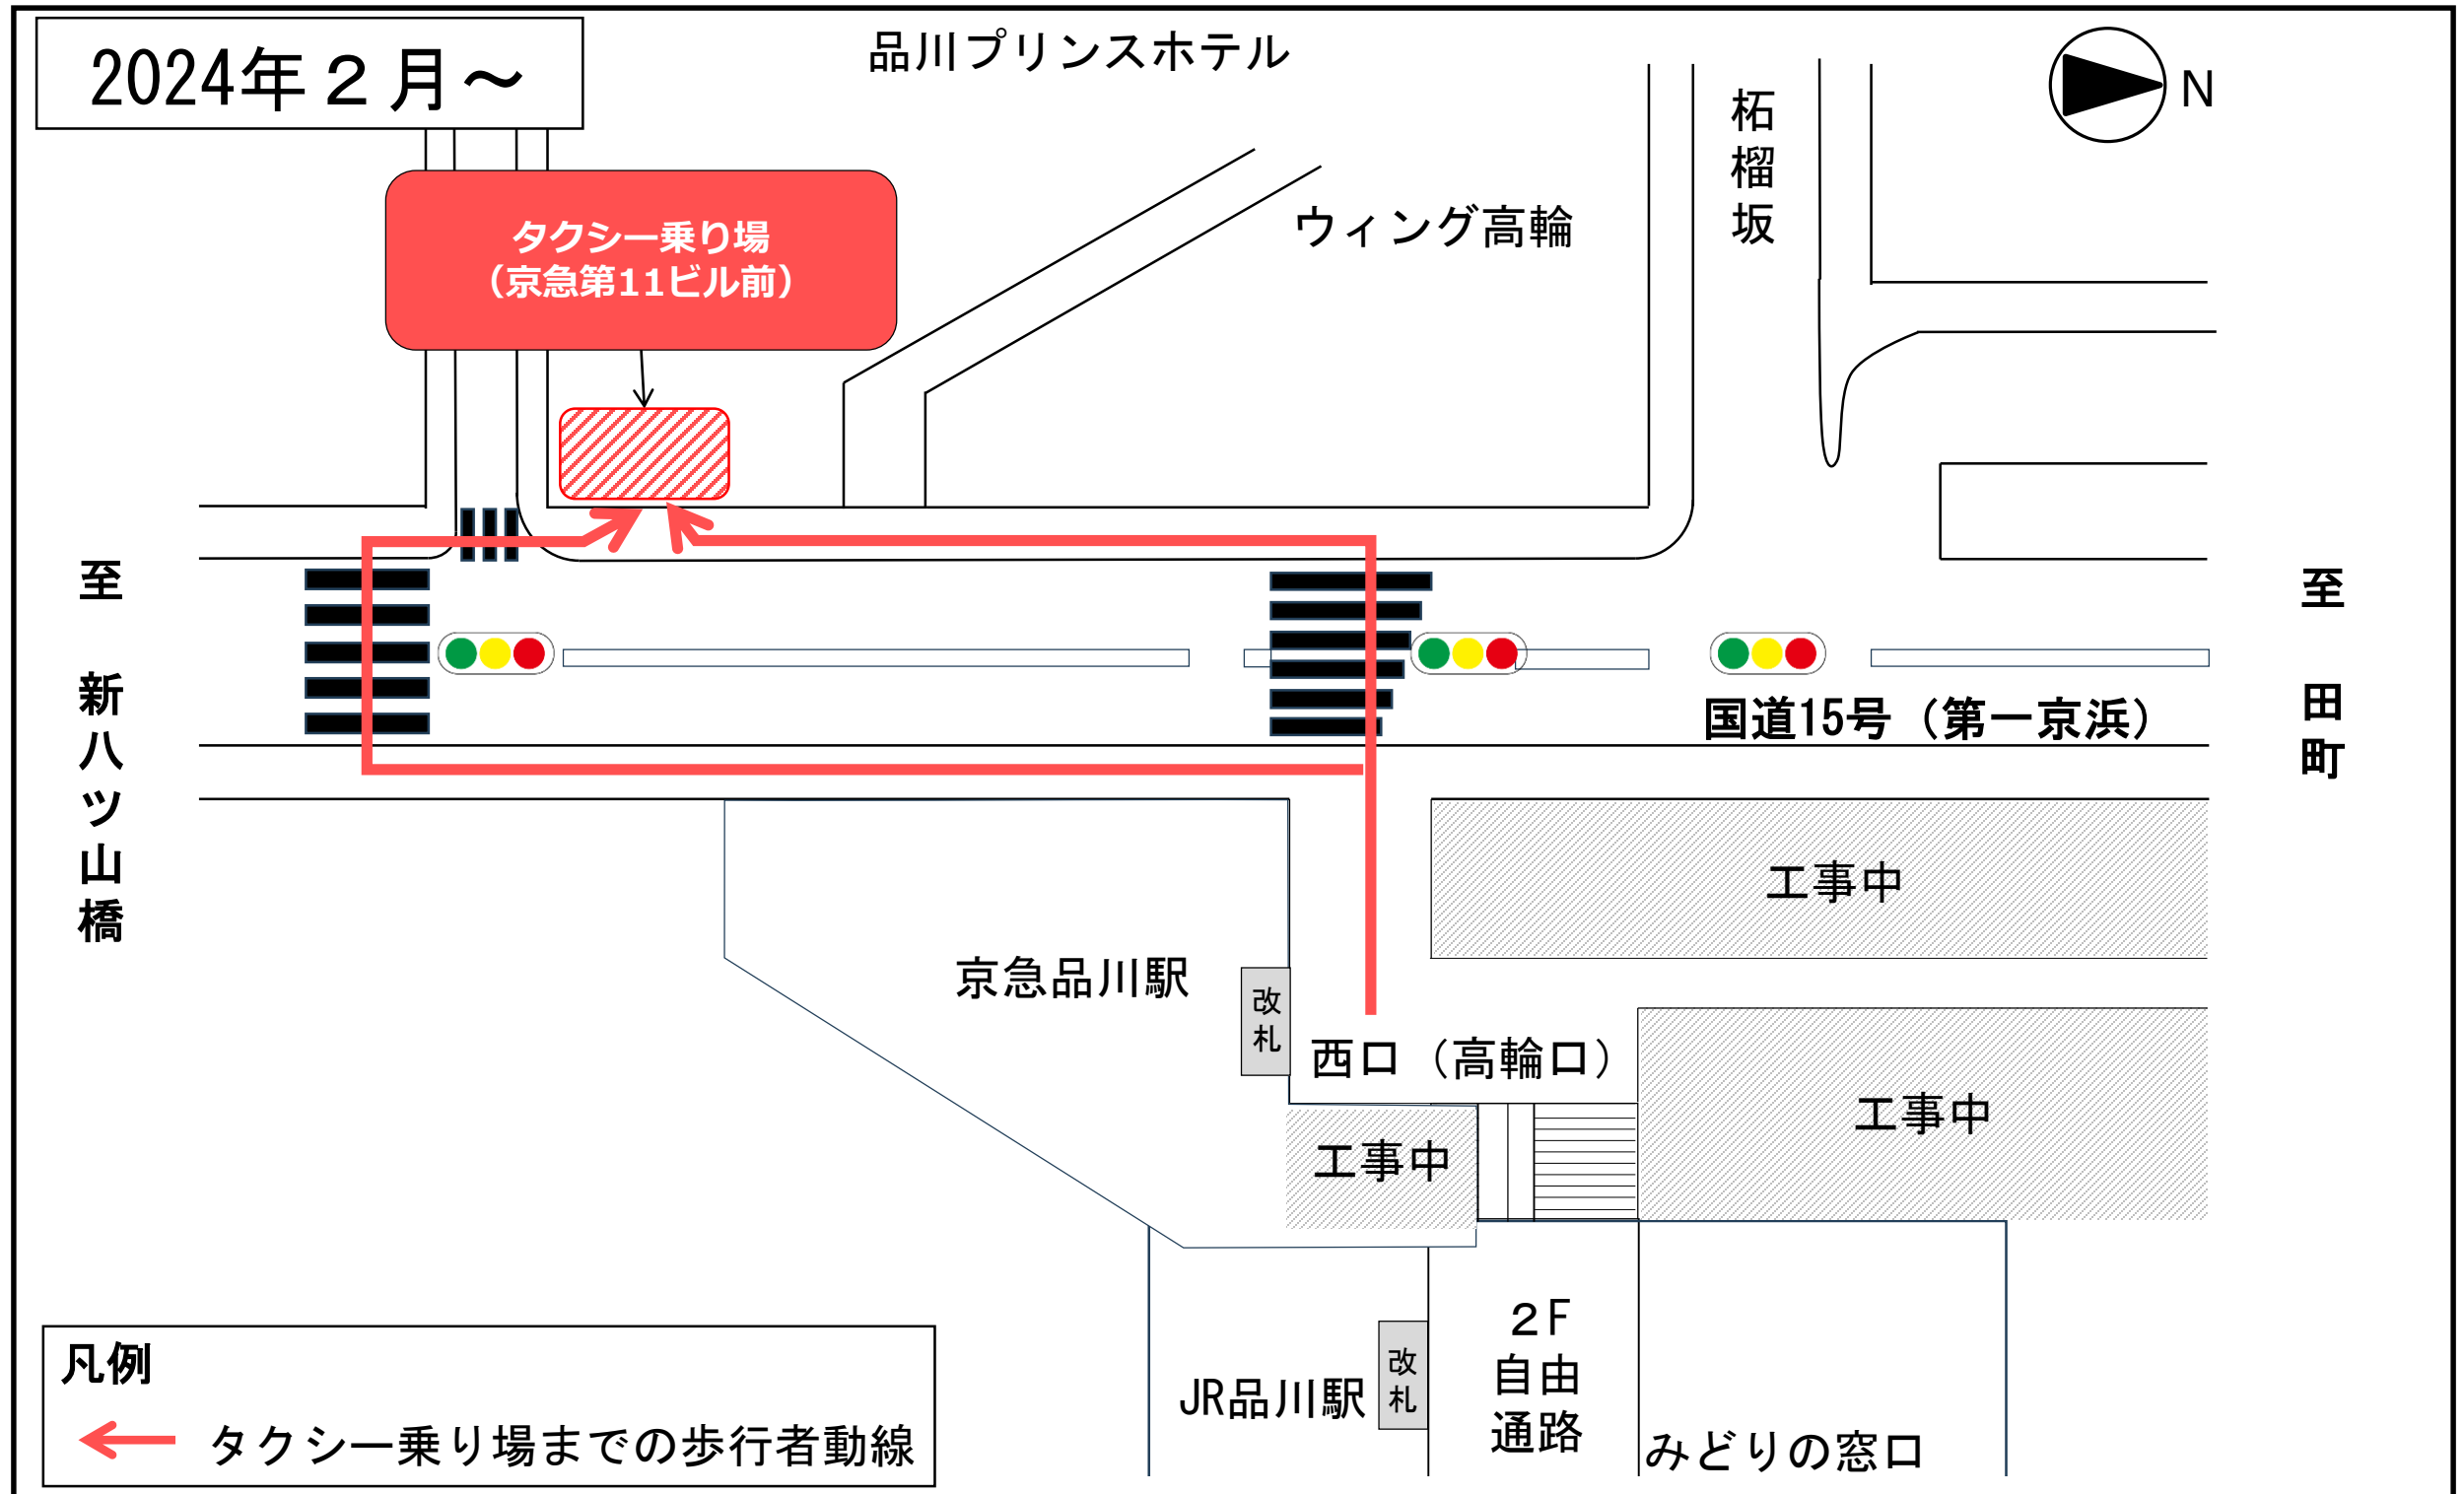 2024年２月～
品川プリンスホテル
N
柘榴坂
タクシー乗り場
（京急第11ビル前）
ウィング高輪
至　新八ツ山橋
至　田町
国道15号（第一京浜）
工事中
京急品川駅
改札
西口（高輪口）
工事中
工事中
２F
自由
通路
JR品川駅
改札
みどりの窓口
凡例
タクシー乗り場までの歩行者動線